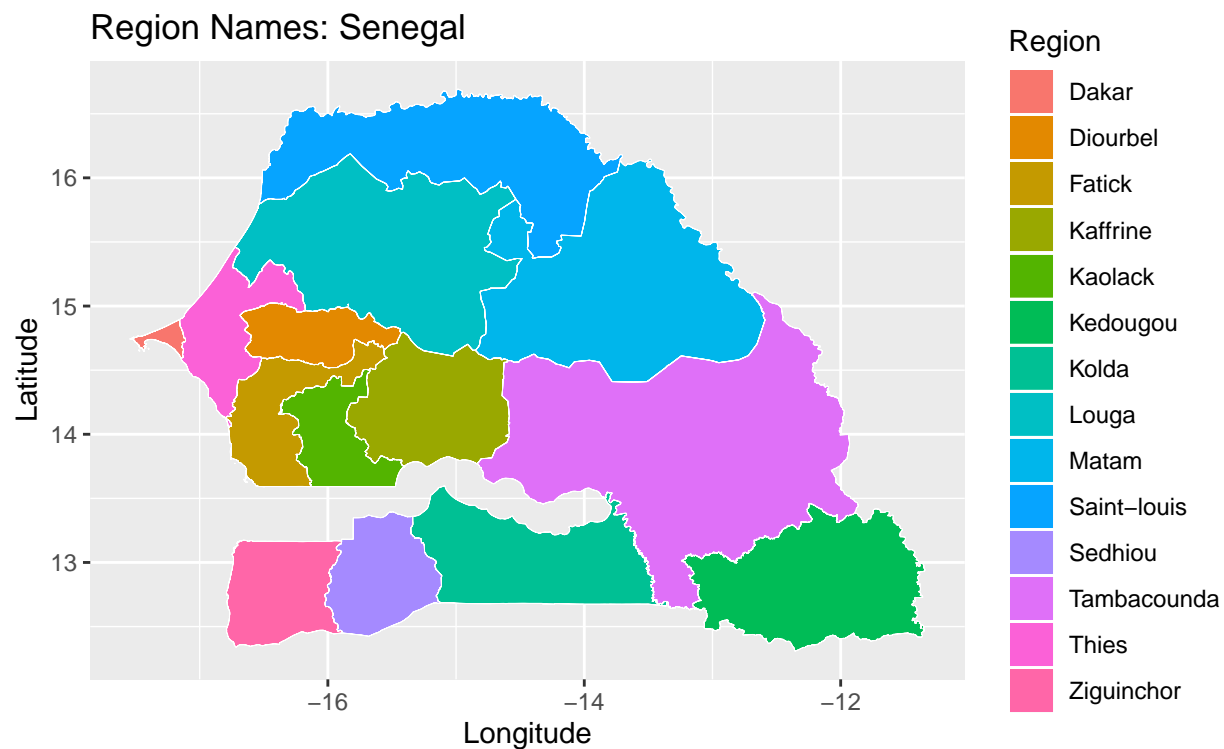 Region Names: Senegal
Region
Dakar
Diourbel
Fatick
Kaffrine
Kaolack
Kedougou
Kolda
Louga
Matam
Saint−louis
Sedhiou
Tambacounda
Thies
Ziguinchor
Latitude
16
15
14
13
−16
−14
−12
Longitude